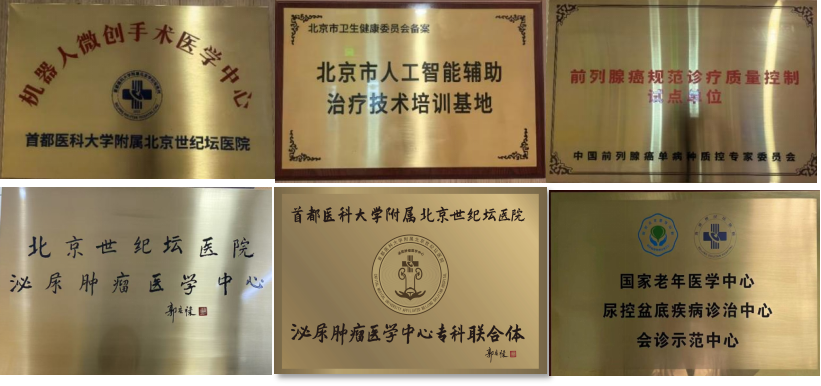 机器人微创手术医学中心
首都医科大学附属北京世纪坛医院
北京市卫生健康委员会备案
北京市人工智能辅助
治疗技术培训基地
前列腺癌规范诊疗质量控制
试点单位
中国前列腺癌单病种质控专家委员会
北京世纪坛医院
泌尿肿瘤医学中心
首都医科大学附属北京世纪坛医院
泌尿肿瘤医学中心专科联合体
国家老年医学中心
尿控盆底疾病诊治中心
会诊示范中心